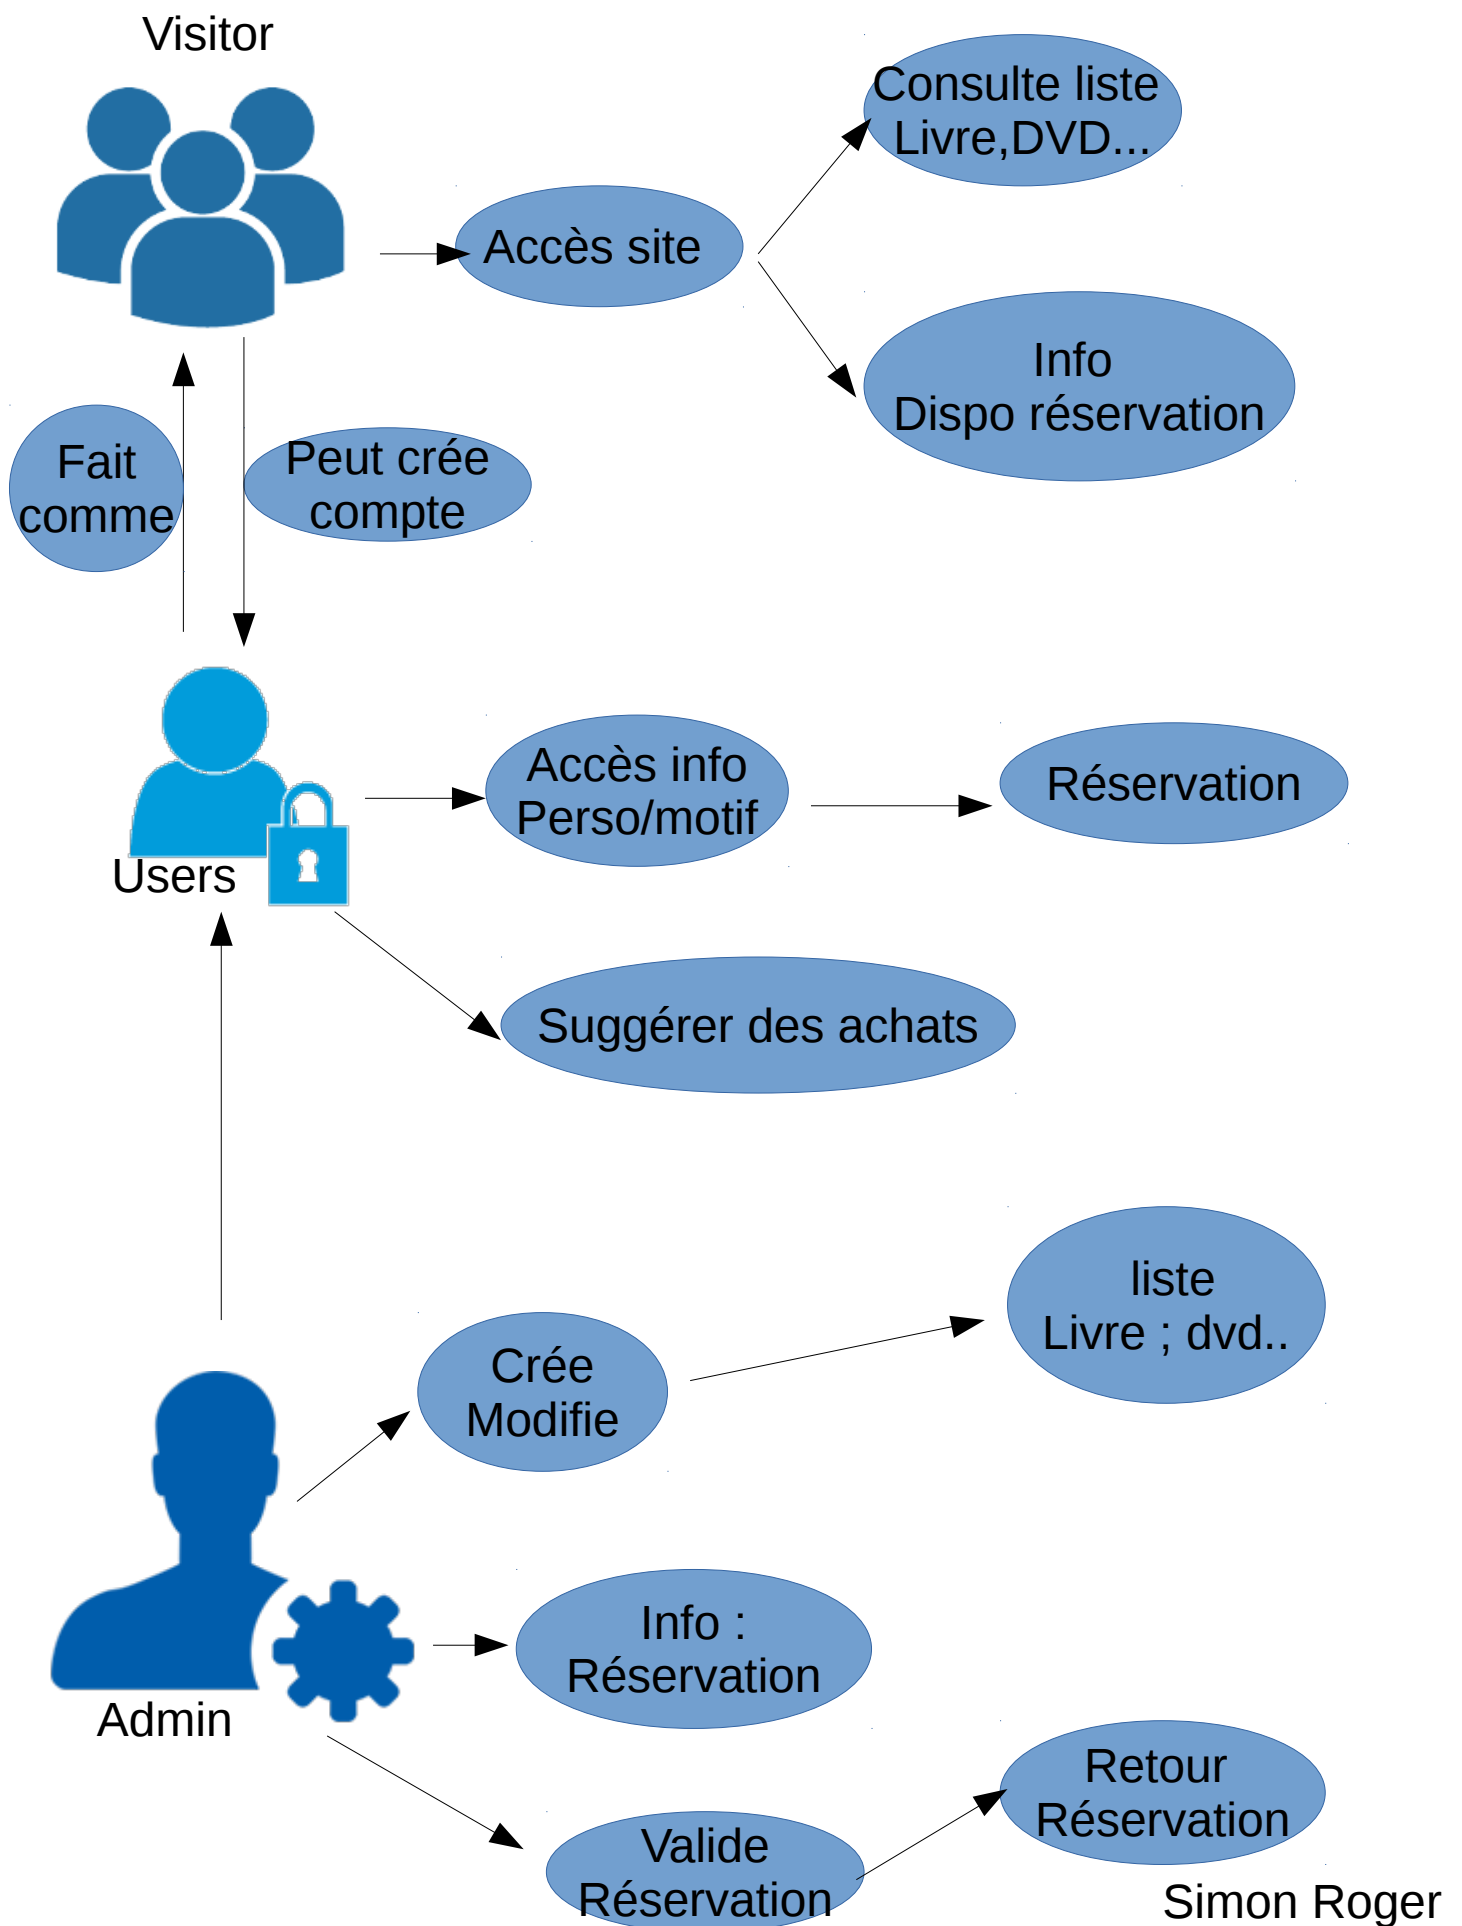 Visitor
Consulte liste
Livre,DVD...
Accès site
Info
Dispo réservation
Fait
comme
Peut crée
compte
Users
Accès info
Perso/motif
Réservation
Suggérer des achats
liste
Livre ; dvd..
Crée
Modifie
Info :
Réservation
Admin
Retour
Réservation
Valide
Réservation
Simon Roger